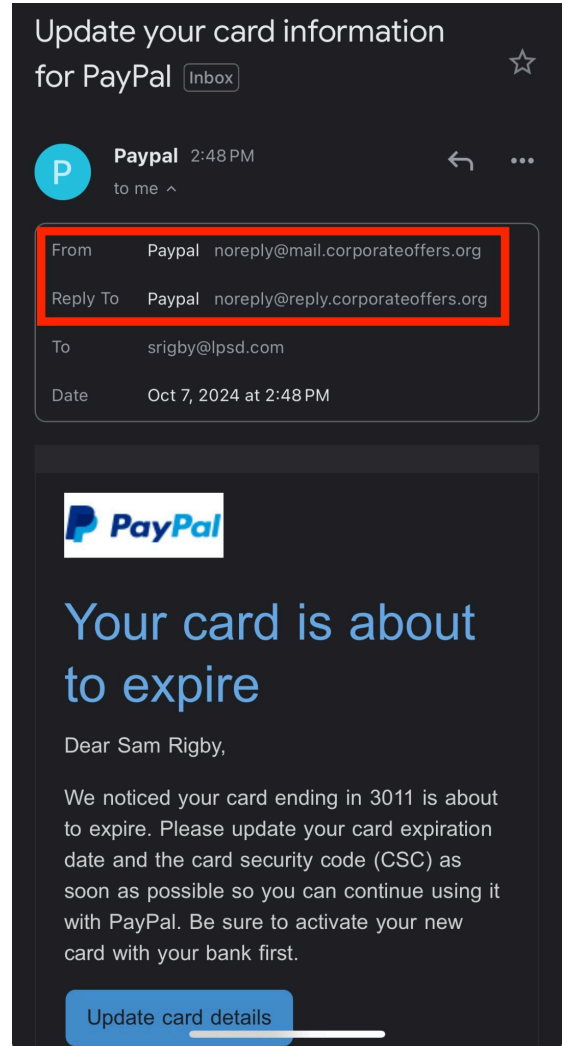 Update your card information
for PayPal Inbox
P
Paypal 2:48 PM
to me
From Paypal noreply@mail.corporateoffers.org
Reply To Paypal noreply@reply.corporateoffers.org
To srigby@lpsd.com
Date Oct 7, 2024 at 2:48 PM
PayPal
Your card is about
to expire
Dear Sam Rigby,
We noticed your card ending in 3011 is about
to expire. Please update your card expiration
date and the card security code (CSC) as
soon as possible so you can continue using it
with PayPal. Be sure to activate your new
card with your bank first.
Update card details